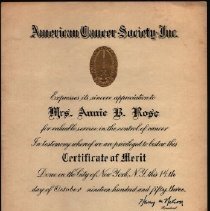 American Cancer Society Inc.
Expresses its sincere appreciation to
Mrs. Annie B. Rose
for valuable service in the control of cancer
In testimony whereof we are privileged to bestow this
Certificate of Merit
Done in the City of New York, N.Y. this 15th
day of October nineteen hundred and fifty three.